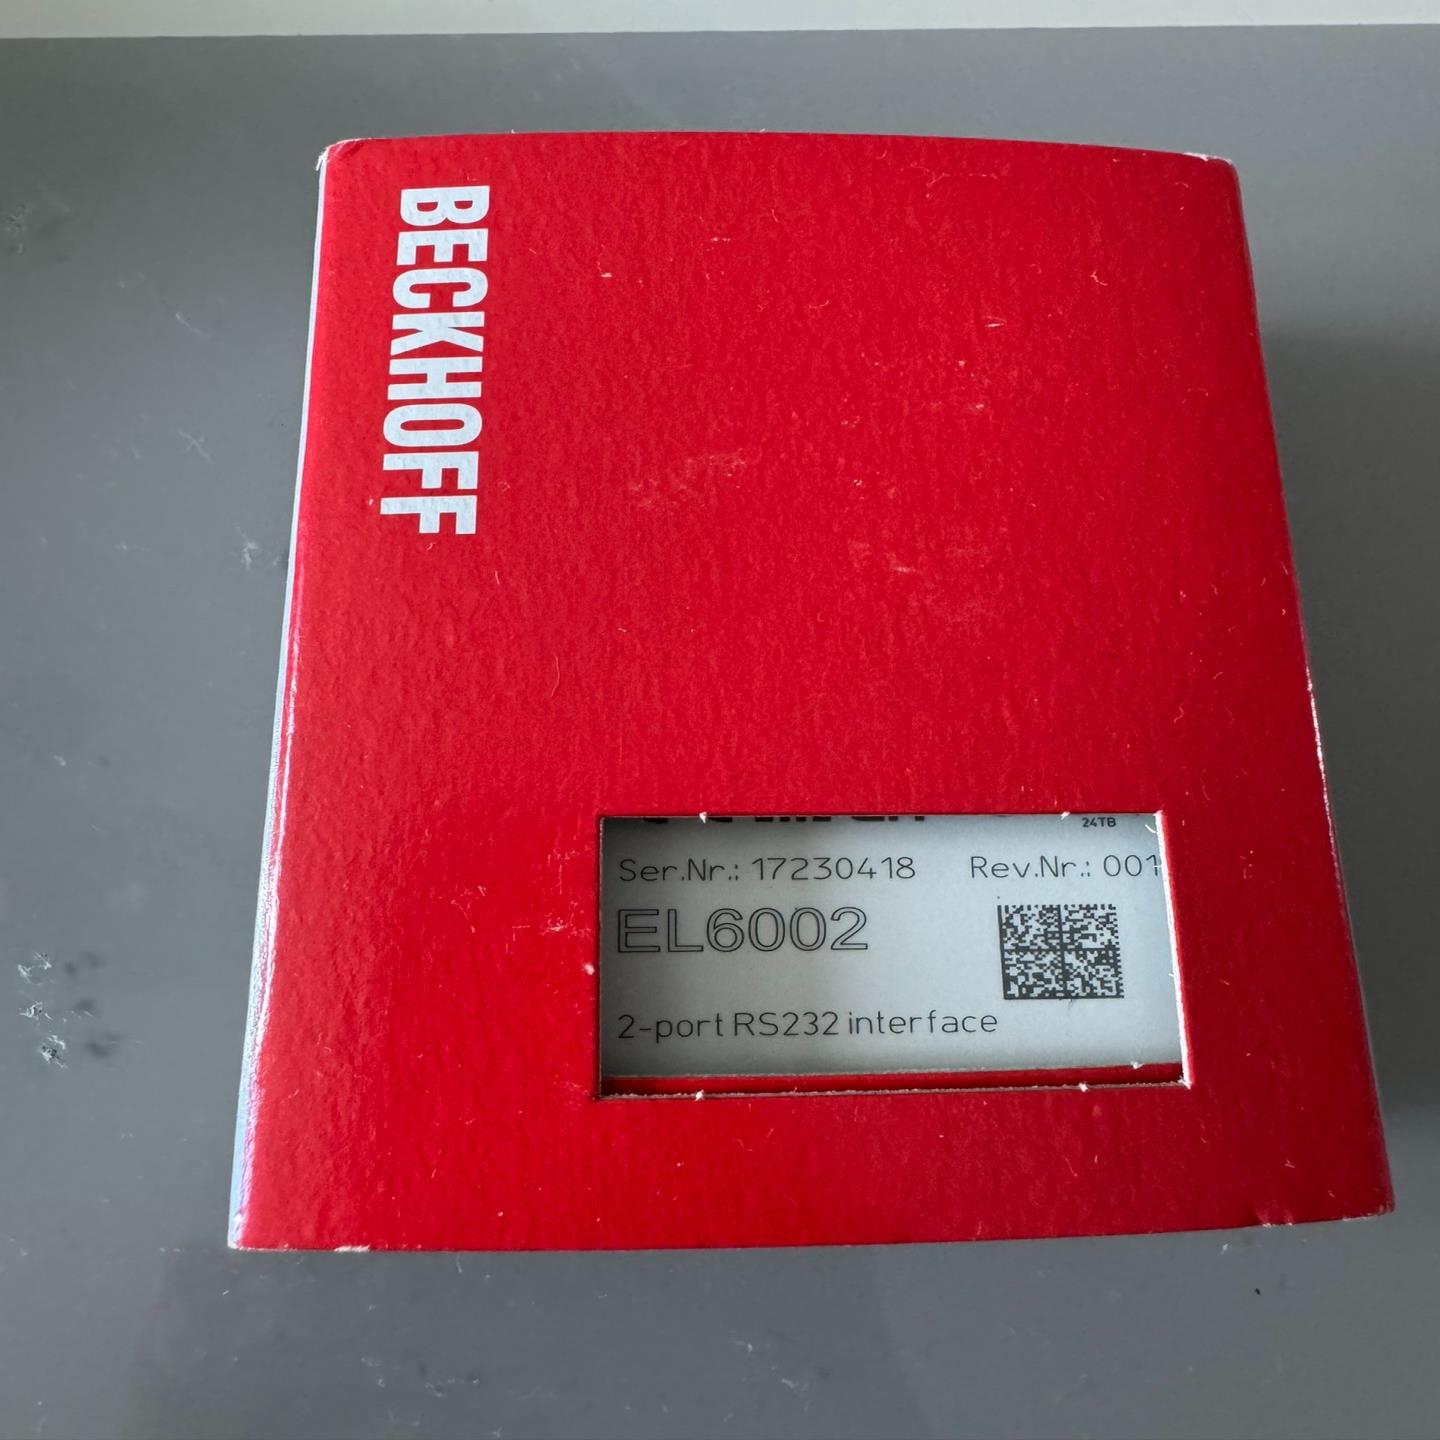 BECKHOFF
24TB
Ser.Nr.: 17230418 Rev.Nr.: 001
EL6002
2-port RS232 interface